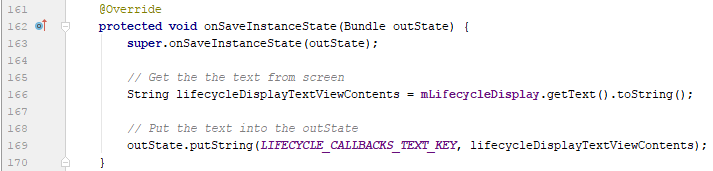 161 @Override
162 protected void onSaveInstanceState(Bundle outState) {
163 super.onSaveInstanceState(outState);
164
165 // Get the the text from screen
166 String lifecycleDisplayTextViewContents = mLifecycleDisplay.getText().toString();
167
168 // Put the text into the outState
169 outState.putString(LIFECYCLE_CALLBACKS_TEXT_KEY, lifecycleDisplayTextViewContents);
170 }